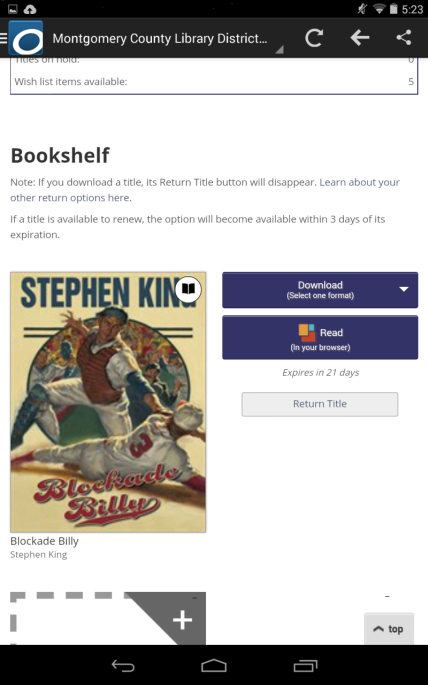 5:23
Montgomery County Library District...
Titles on hold: 0
Wish list items available: 5
Bookshelf
Note: If you download a title, its Return Title button will disappear. Learn about your
other return options here.
If a title is available to renew, the option will become available within 3 days of its
expiration.
STEPHEN KING
3
Blockade
Billy
Download
(Select one format)
Read
(In your browser)
Expires in 21 days
Return Title
Blockade Billy
Stephen King
top